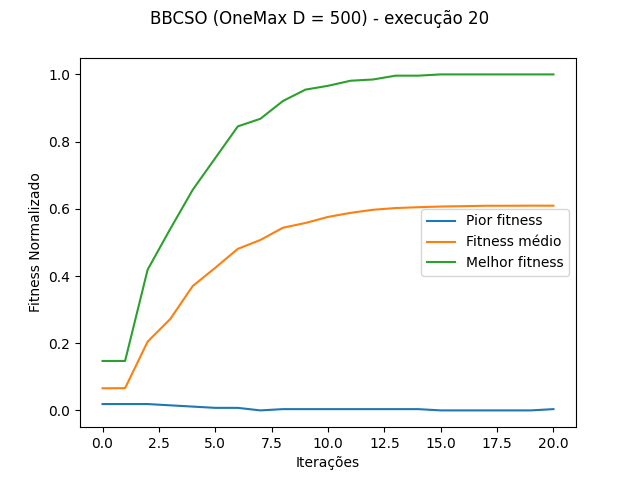 BBCSO (OneMax D = 500) - execução 20
1.0
0.8
0.6
0.4
0.2
0.0
Fitness Normalizado
Pior fitness
Fitness médio
Melhor fitness
0.0 2.5 5.0 7.5 10.0 12.5 15.0 17.5 20.0
Iterações